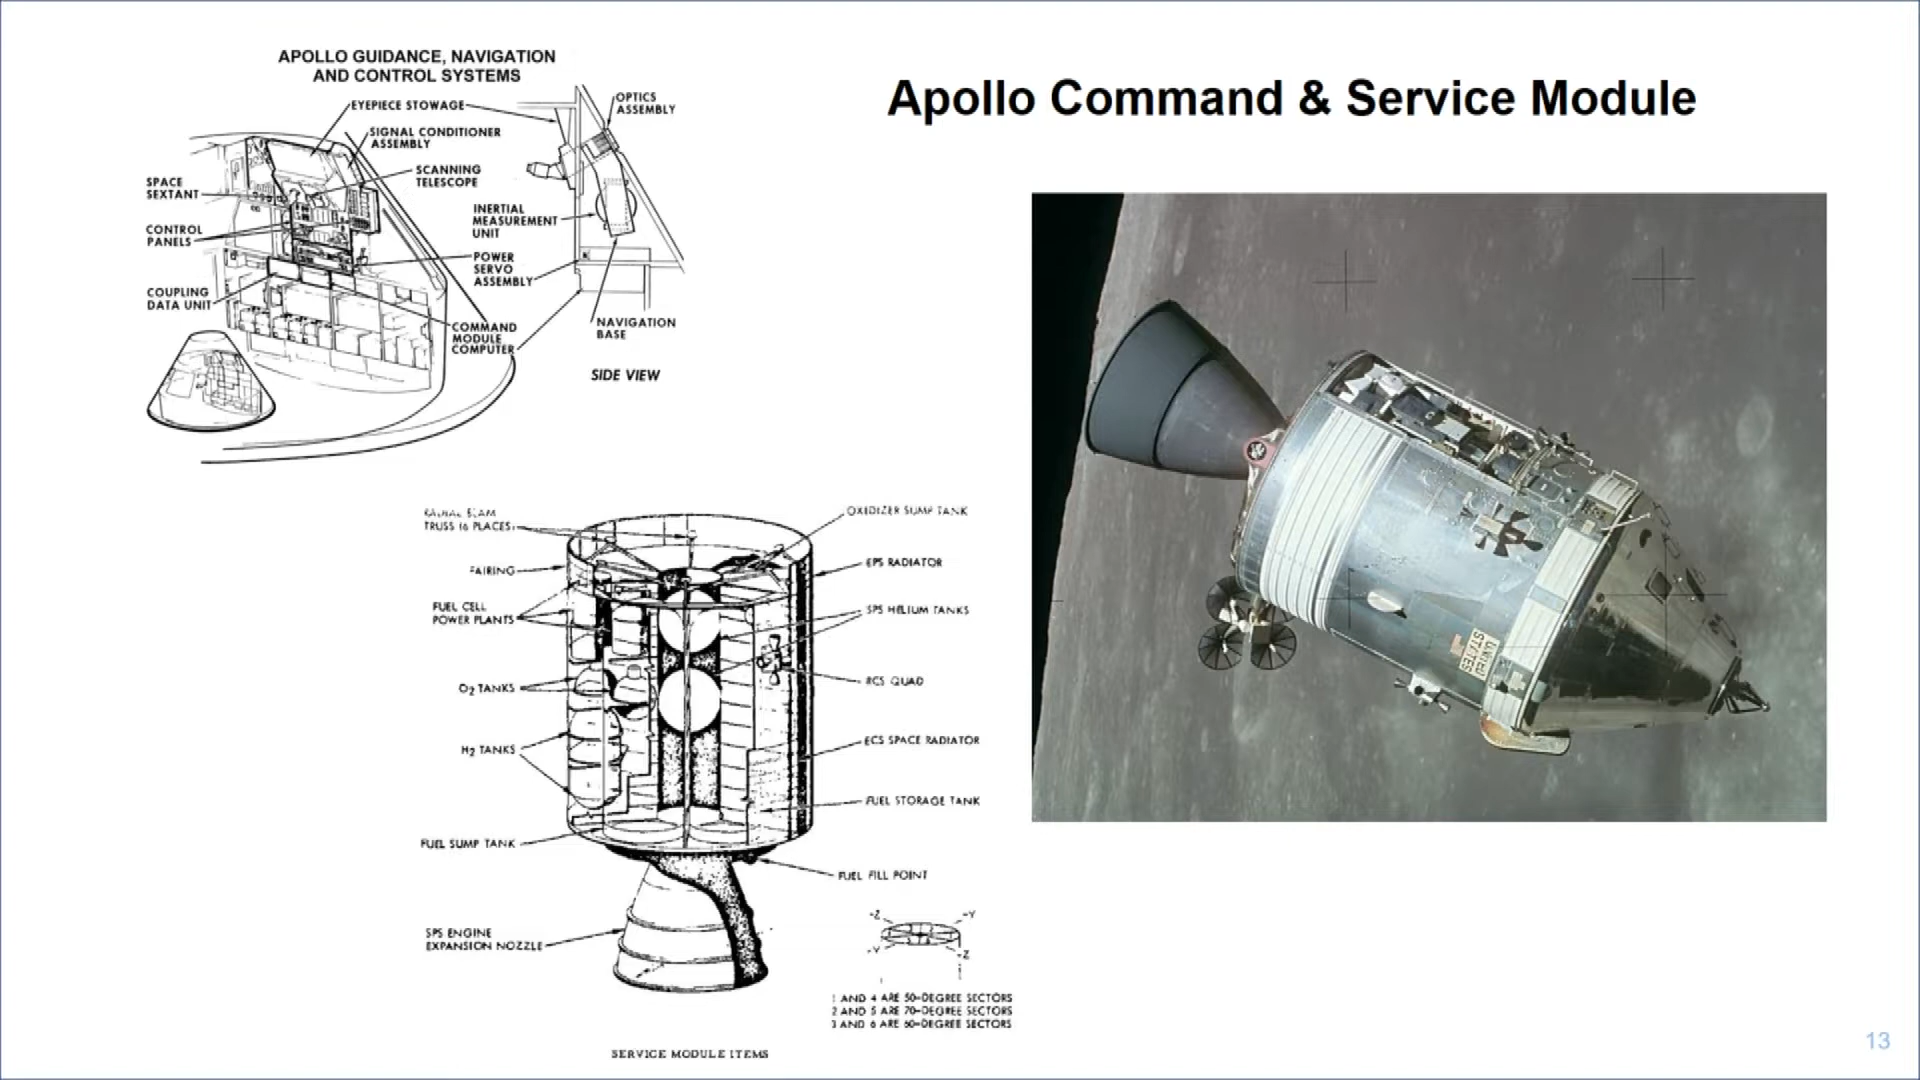 Apollo Command & Service Module
APOLLO GUIDANCE, NAVIGATION
AND CONTROL SYSTEMS
EYEPIECE STOWAGE
OPTICS
ASSEMBLY
SIGNAL CONDITIONER
ASSEMBLY
SCANNING
TELESCOPE
SPACE
SEXTANT
INERTIAL
MEASUREMENT
UNIT
CONTROL
PANELS
POWER
SERVO
ASSEMBLY
COUPLING
DATA UNIT
COMMAND
MODULE
COMPUTER
NAVIGATION
BASE
SIDE VIEW
RADIAL BEAM
TRUSS (6 PLACES)
OXIDIZER SUMP TANK
FAIRING
EPS RADIATOR
FUEL CELL
POWER PLANTS
SPS HELIUM TANKS
O2 TANKS
RCS QUAD
H2 TANKS
ECS SPACE RADIATOR
FUEL STORAGE TANK
FUEL SUMP TANK
FUEL FILL POINT
SPS ENGINE
EXPANSION NOZZLE
-Z
-Y
-Y
-Z
1 AND 4 ARE 50-DEGREE SECTORS
2 AND 5 ARE 70-DEGREE SECTORS
3 AND 6 ARE 60-DEGREE SECTORS
SERVICE MODULE ITEMS
UNITED
STATES
13